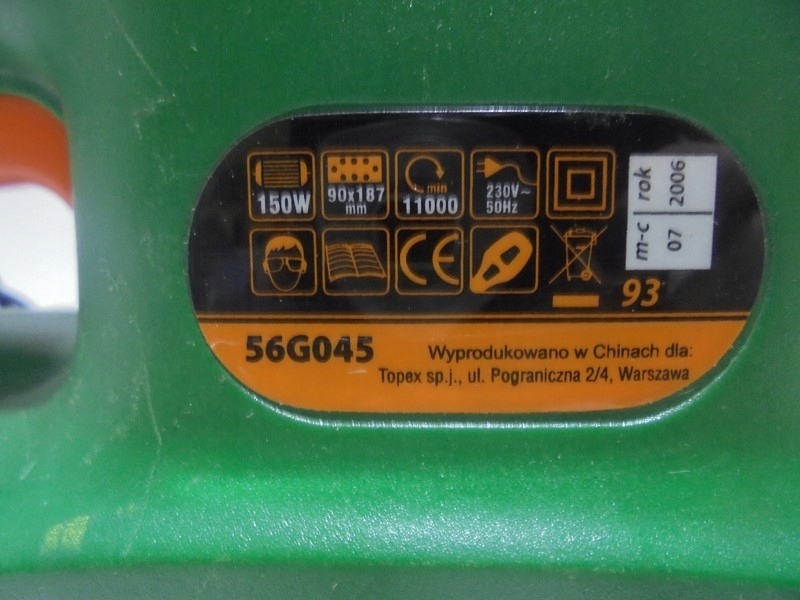 150W
90x187
mm
min
11000
230V~
50Hz
m-c | rok
07 | 2006
CE
93
56G045
Wyprodukowano w Chinach dla:
Topex sp.j., ul. Pograniczna 2/4, Warszawa